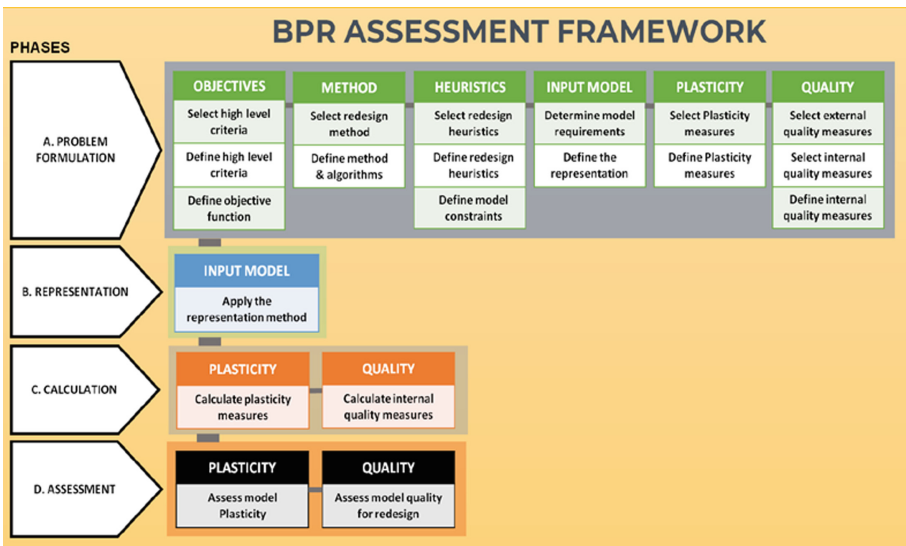 BPR ASSESSMENT FRAMEWORK
PHASES
A. PROBLEM
FORMULATION
OBJECTIVES
Select high level
criteria
Define high level
criteria
Define objective
function
METHOD
Select redesign
method
Define method
& algorithms
HEURISTICS
Select redesign
heuristics
Define redesign
heuristics
Define model
constraints
INPUT MODEL
Determine model
requirements
Define the
representation
PLASTICITY
Select Plasticity
measures
Define Plasticity
measures
QUALITY
Select external
quality measures
Select internal
quality measures
Define internal
quality measures
B. REPRESENTATION
INPUT MODEL
Apply the
representation method
C. CALCULATION
PLASTICITY
Calculate plasticity
measures
QUALITY
Calculate internal
quality measures
D. ASSESSMENT
PLASTICITY
Assess model
Plasticity
QUALITY
Assess model quality
for redesign